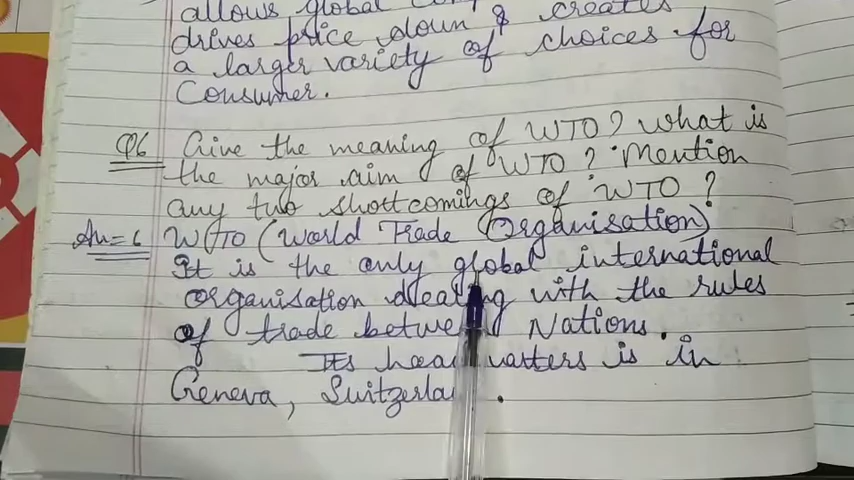 allows global
drives price down & creates
a larger variety of choices for
Consumer.
Q6 Give the meaning of WTO? What is
the major aim of WTO? Mention
any two shortcomings of WTO?
Ans=6 WTO (World Trade Organisation)
It is the only global international
organisation dealing with the rules
of trade between Nations.
Its headquarters is in
Geneva, Suitzerland.